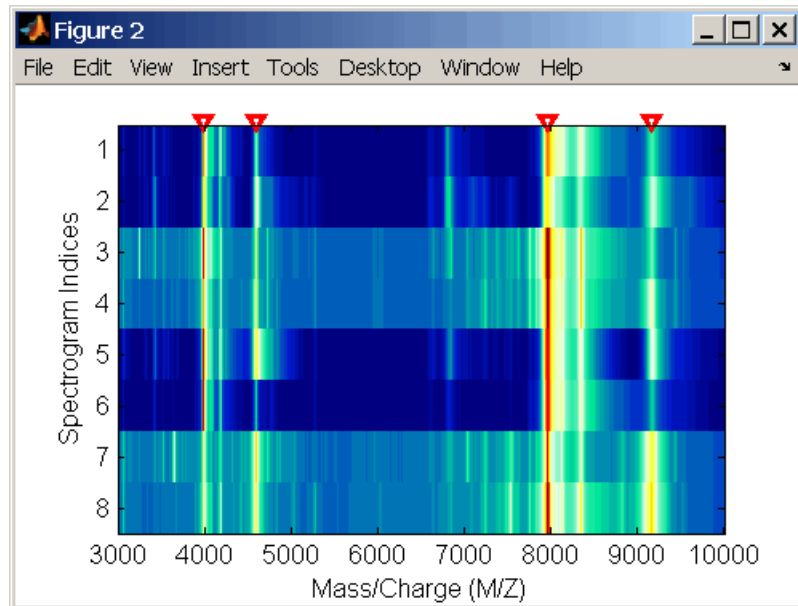 Figure 2
File Edit View Insert Tools Desktop Window Help
Spectrogram Indices
1
2
3
4
5
6
7
8
3000 4000 5000 6000 7000 8000 9000 10000
Mass/Charge (M/Z)